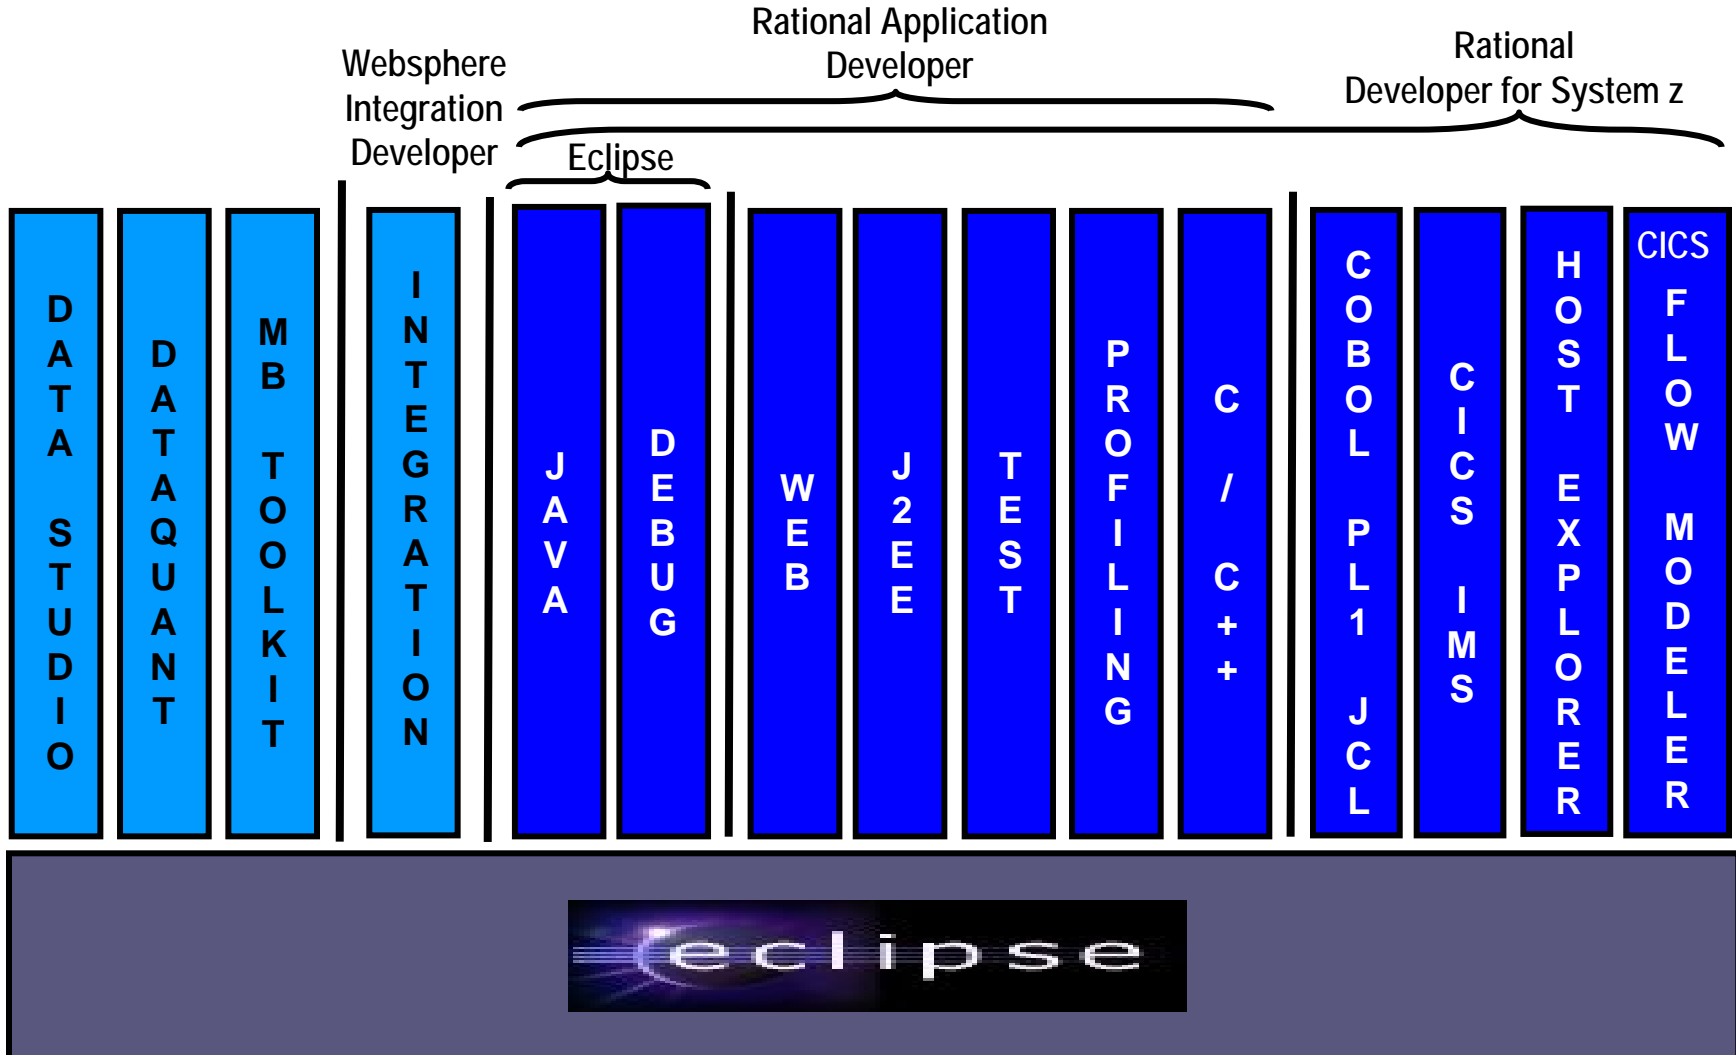 Rational Application
Developer
Rational
Developer for System z
Websphere
Integration
Developer
Eclipse
DATA STUDIO
DATAQUANT
MB TOOLKIT
INTEGRATION
JAVA
DEBUG
WEB
J2EE
TEST
PROFILING
C / C++
COBOL PL1 JCL
CICS IMS
HOST EXPLORER
CICS
FLOW MODELER
eclipse